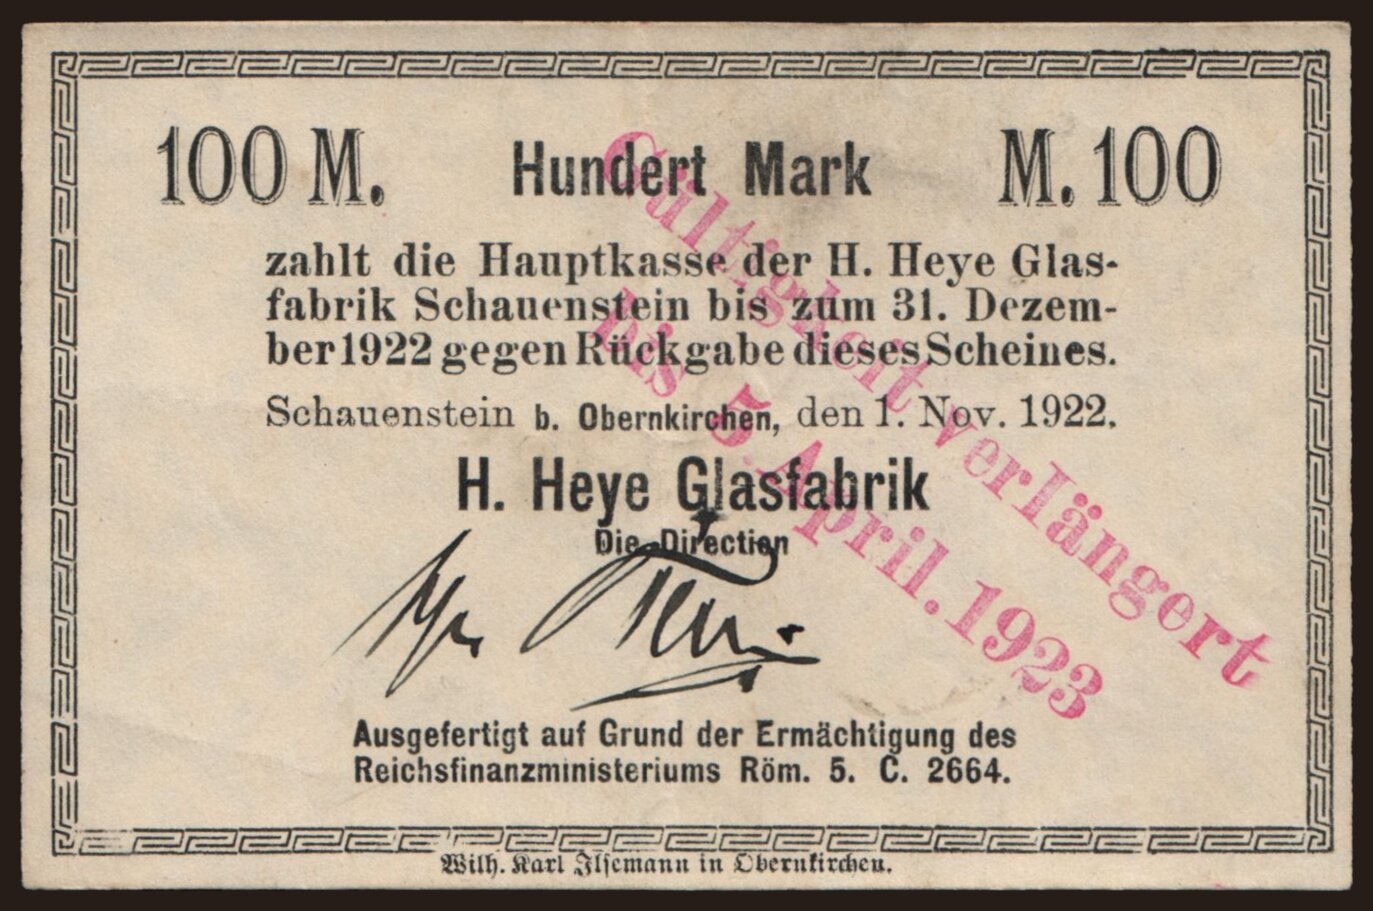 100 M. Hundert Mark M. 100
zahlt die Hauptkasse der H. Heye Glas-
fabrik Schauenstein bis zum 31. Dezem-
ber 1922 gegen Rückgabe dieses Scheines.
Schauenstein b. Obernkirchen, den 1. Nov. 1922.
H. Heye Glasfabrik
Die Direction
Ausgefertigt auf Grund der Ermächtigung des
Reichsfinanzministeriums Röm. 5. C. 2664.
Wilh. Karl Ilsemann in Obernkirchen.
Gültigkeit verlängert
bis 5. April. 1923